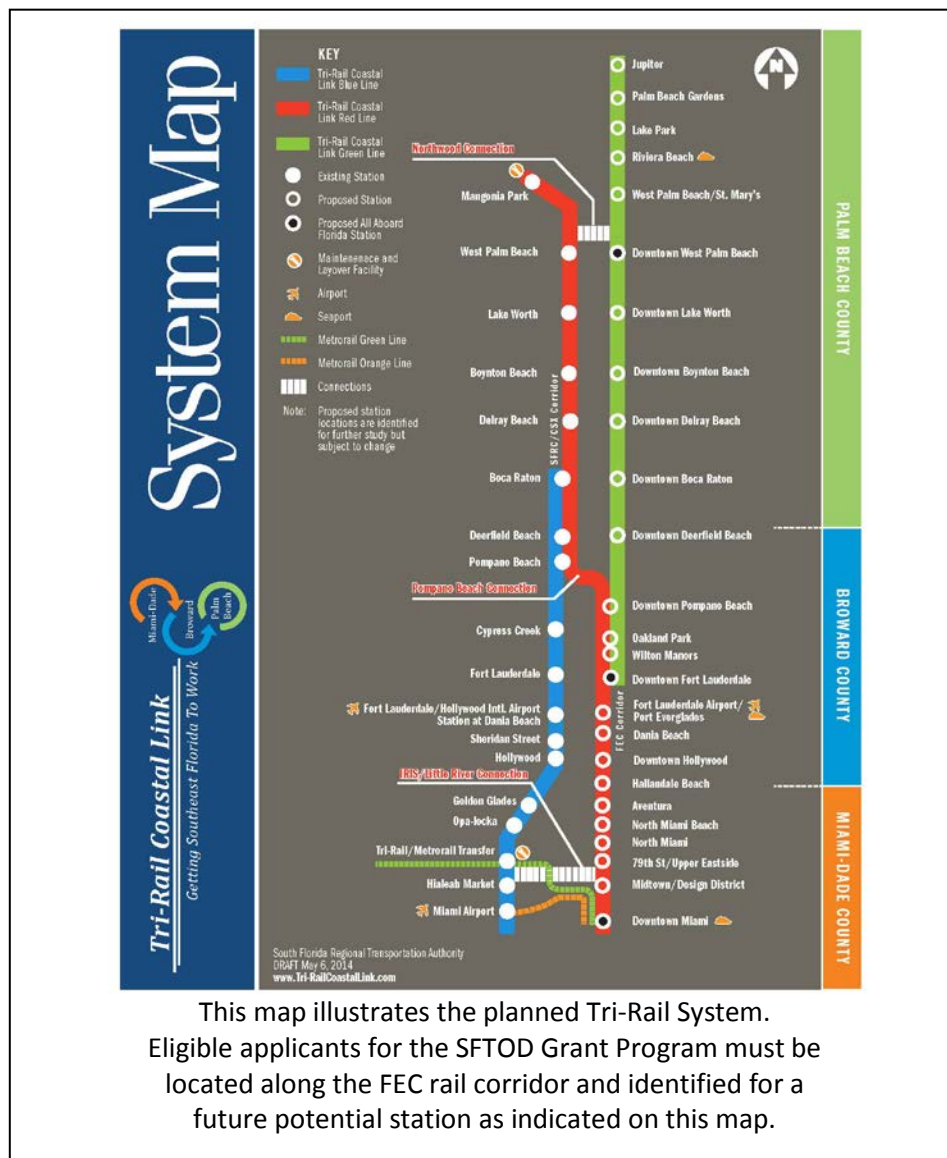 System Map
Miami-Dade
Broward
Palm
Beach
Tri-Rail Coastal Link
Getting Southeast Florida To Work
KEY
Tri-Rail Coastal
Link Blue Line
Tri-Rail Coastal
Link Red Line
Tri-Rail Coastal
Link Green Line
Existing Station
Proposed Station
Proposed All Aboard
Florida Station
Maintenenace and
Layover Facility
Airport
Seaport
Metrorail Green Line
Metrorail Orange Line
Connections
Note: Proposed station
locations are identified
for further study but
subject to change
N
Northwood Connection
Mangonia Park
West Palm Beach
Lake Worth
Boynton Beach
Delray Beach
SFRC/CSX Corridor
Boca Raton
Deerfield Beach
Pompano Beach
Pompano Beach Connection
Cypress Creek
Fort Lauderdale
Fort Lauderdale/Hollywood Intl. Airport
Station at Dania Beach
Sheridan Street
Hollywood
IRIS/Little River Connection
Golden Glades
Opa-locka
Tri-Rail/Metrorail Transfer
Hialeah Market
Miami Airport
Jupiter
Palm Beach Gardens
Lake Park
Riviera Beach
West Palm Beach/St. Mary's
Downtown West Palm Beach
Downtown Lake Worth
Downtown Boynton Beach
Downtown Delray Beach
Downtown Boca Raton
Downtown Deerfield Beach
Downtown Pompano Beach
Oakland Park
Wilton Manors
Downtown Fort Lauderdale
FEC Corridor
Fort Lauderdale Airport/
Port Everglades
Dania Beach
Downtown Hollywood
Hallandale Beach
Aventura
North Miami Beach
North Miami
79th St/Upper Eastside
Midtown/Design District
Downtown Miami
PALM BEACH COUNTY
BROWARD COUNTY
MIAMI-DADE COUNTY
South Florida Regional Transportation Authority
DRAFT May 6, 2014
www.Tri-RailCoastalLink.com
This map illustrates the planned Tri-Rail System.
Eligible applicants for the SFTOD Grant Program must be
located along the FEC rail corridor and identified for a
future potential station as indicated on this map.